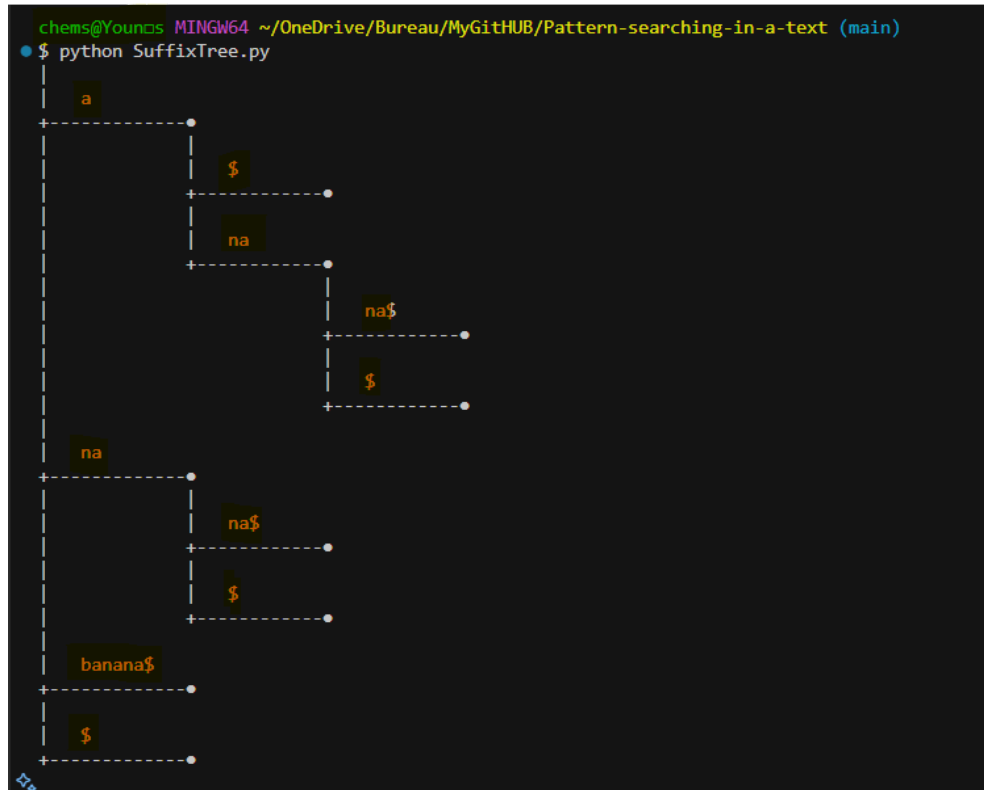 chems@Youn□s MINGW64 ~/OneDrive/Bureau/MyGitHUB/Pattern-searching-in-a-text (main)
$ python SuffixTree.py
a
$
na
na$
$
na
na$
$
banana$
$